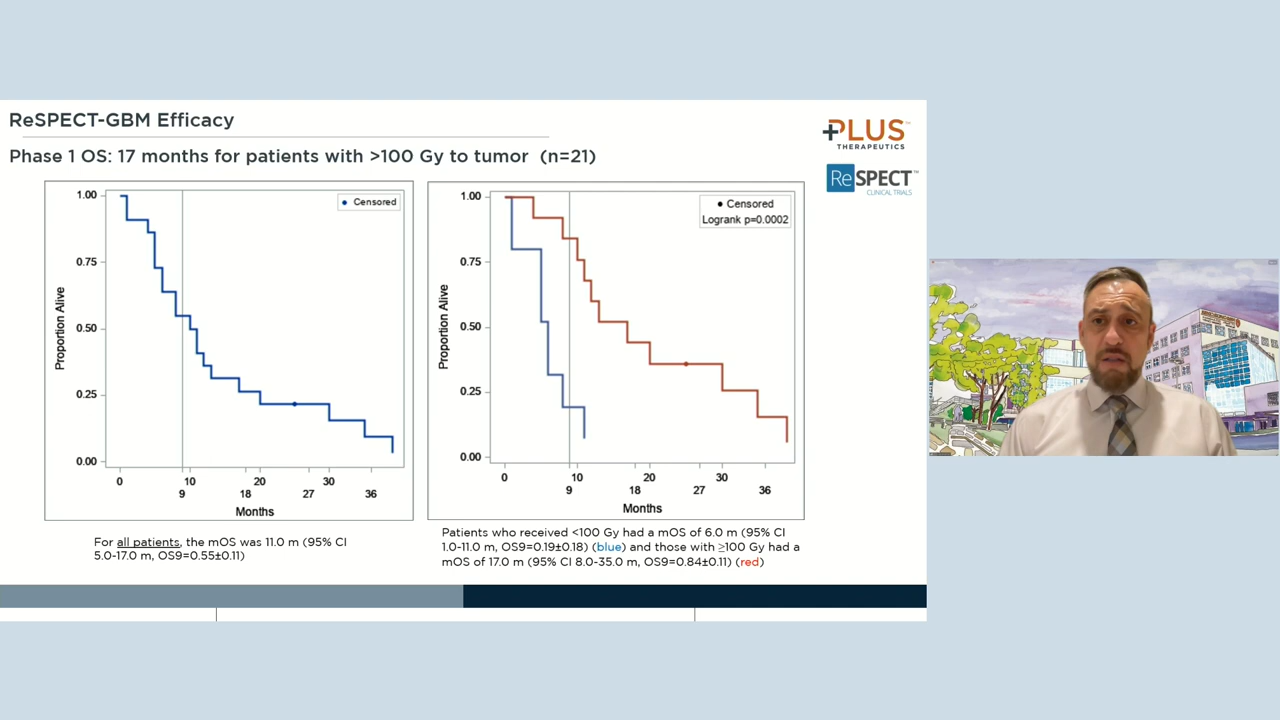 ReSPECT-GBM Efficacy
Phase 1 OS: 17 months for patients with >100 Gy to tumor (n=21)
+PLUS™
THERAPEUTICS
ReSPECT™
CLINICAL TRIALS
1.00
0.75
0.50
0.25
0.00
Proportion Alive
Censored
0 10 20 30
9 18 27 36
Months
1.00
0.75
0.50
0.25
0.00
Proportion Alive
Censored
Logrank p=0.0002
0 10 20 30
9 18 27 36
Months
For all patients, the mOS was 11.0 m (95% CI
5.0-17.0 m, OS9=0.55±0.11)
Patients who received <100 Gy had a mOS of 6.0 m (95% CI
1.0-11.0 m, OS9=0.19±0.18) (blue) and those with ≥100 Gy had a
mOS of 17.0 m (95% CI 8.0-35.0 m, OS9=0.84±0.11) (red)